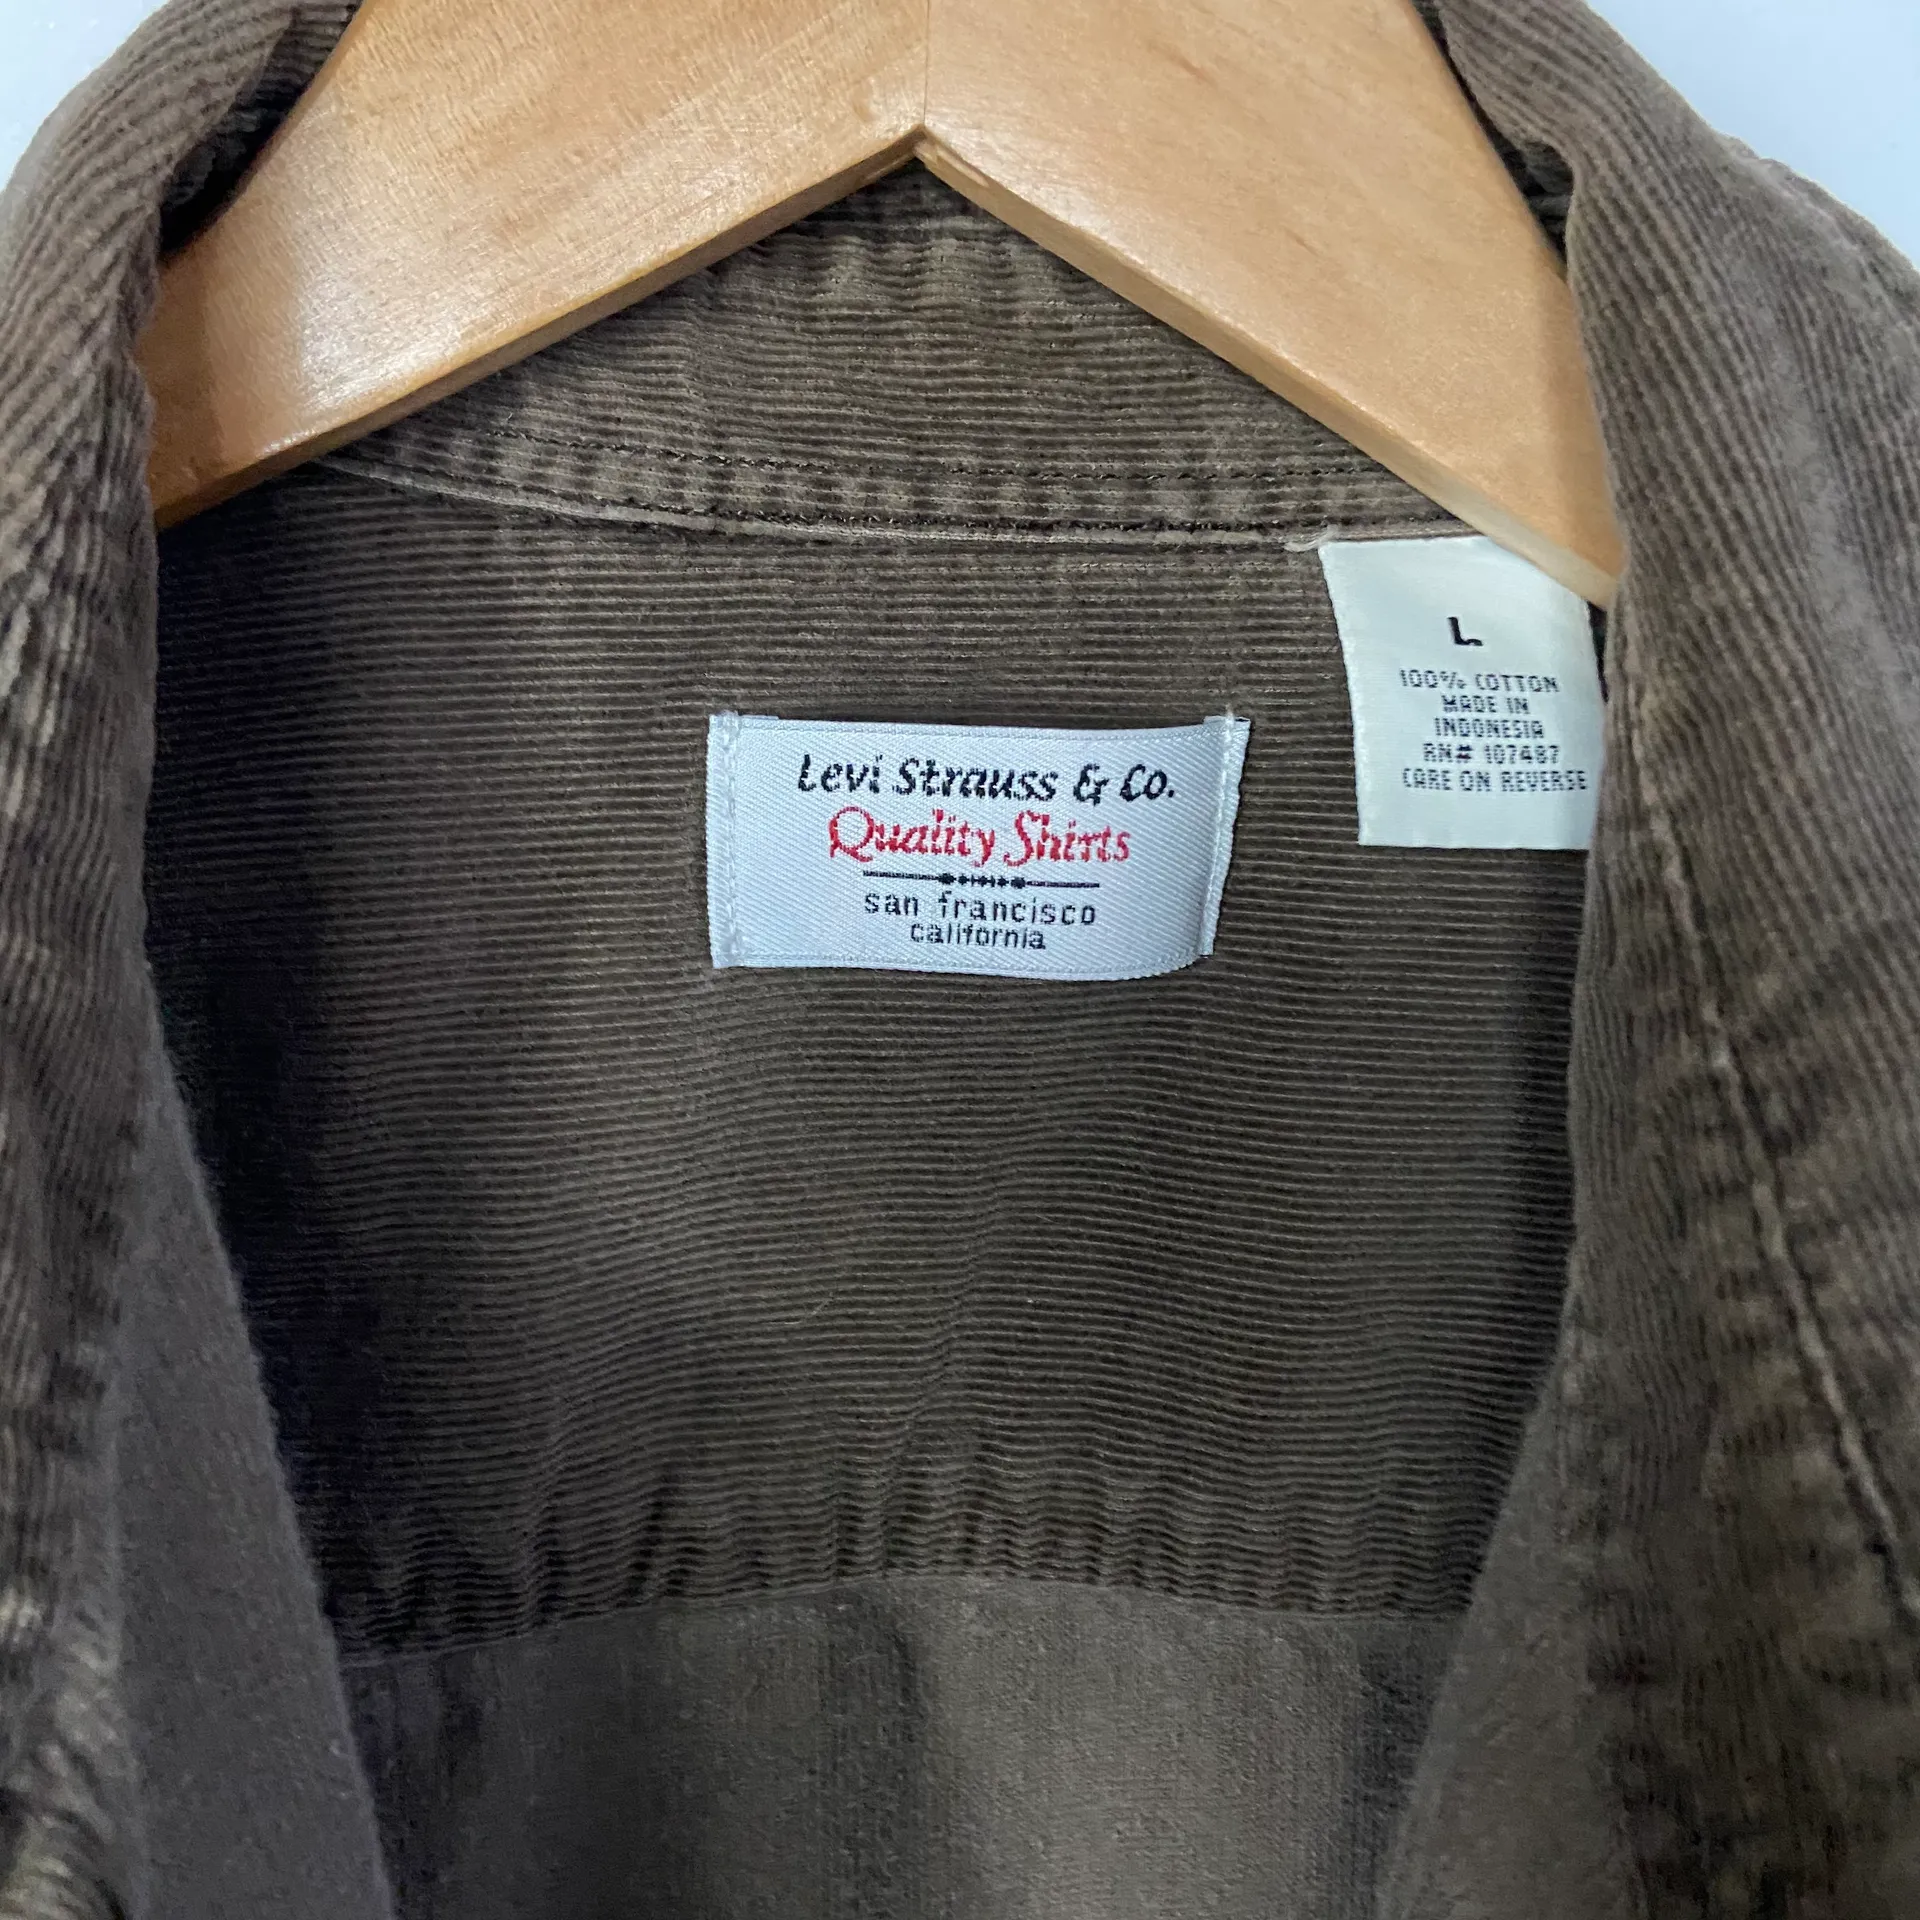 Levi Strauss & Co.
Quality Shirts
san francisco
california
L
100% COTTON
MADE IN
INDONESIA
RN# 107487
CARE ON REVERSE